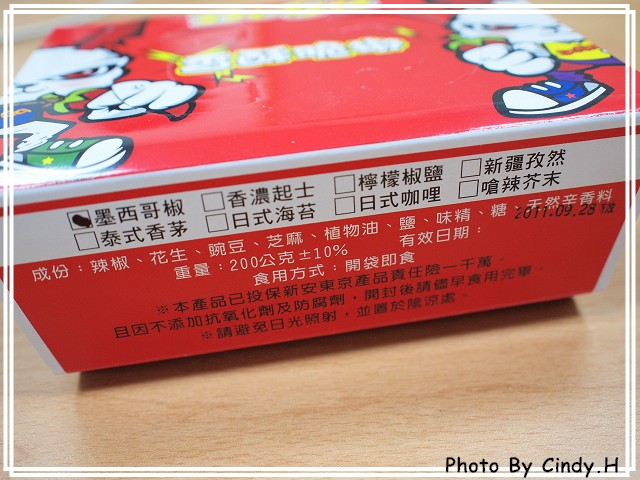 墨西哥椒 □香濃起士 □檸檬椒鹽 □新疆孜然
□泰式香茅 □日式海苔 □日式咖哩 □嗆辣芥末
成份：辣椒、花生、豌豆、芝麻、植物油、鹽、味精、糖、天然辛香料
重量：200公克±10% 有效日期：2011.09.28
食用方式：開袋即食
※本產品已投保新安東京產品責任險一千萬．
且因不添加抗氧化劑及防腐劑，開封後請儘早食用完畢．
※請避免日光照射，並置於陰涼處．
Photo By Cindy.H